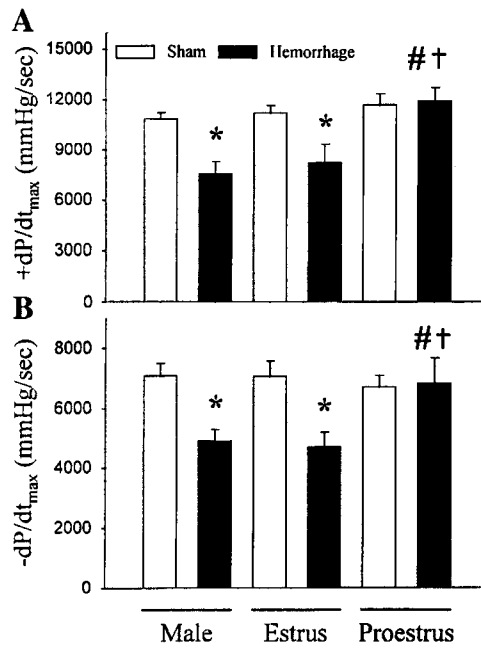 A
Sham Hemorrhage
+dP/dtmax (mmHg/sec)
15000
12000
9000
6000
3000
0
* * #†
B
-dP/dtmax (mmHg/sec)
8000
6000
4000
2000
0
* * #†
Male Estrus Proestrus